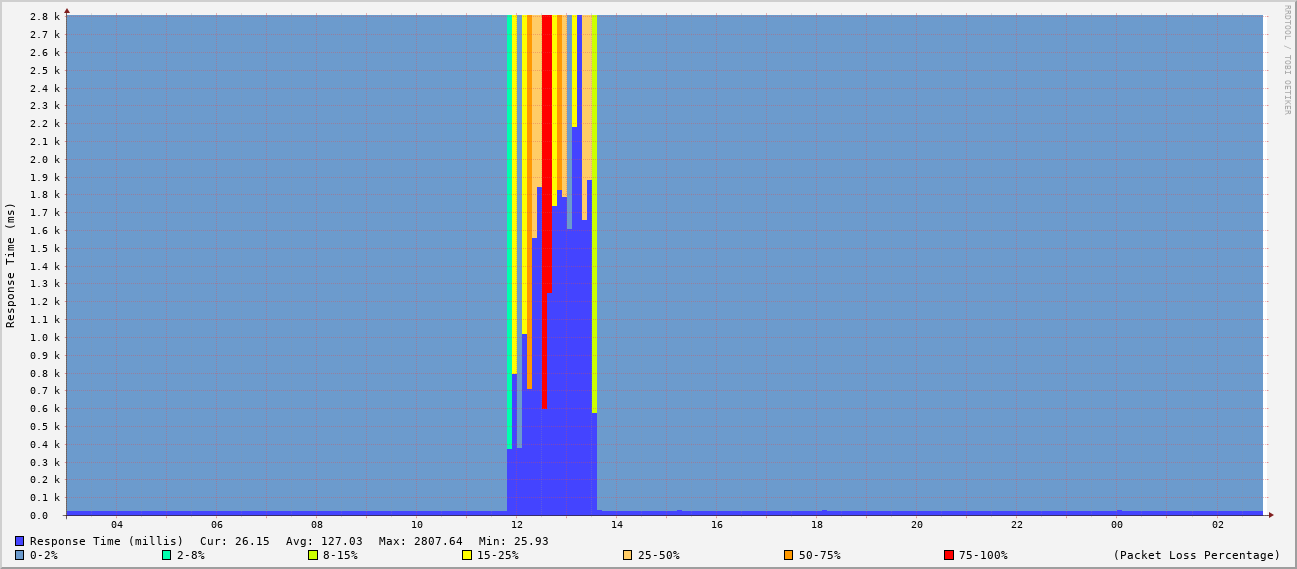 2.8 k
2.7 k
2.6 k
2.5 k
2.4 k
2.3 k
2.2 k
2.1 k
2.0 k
1.9 k
1.8 k
1.7 k
1.6 k
1.5 k
1.4 k
1.3 k
1.2 k
1.1 k
1.0 k
0.9 k
0.8 k
0.7 k
0.6 k
0.5 k
0.4 k
0.3 k
0.2 k
0.1 k
0.0
Response Time (ms)
RRDTOOL / TOBI OETIKER
04 06 08 10 12 14 16 18 20 22 00 02
Response Time (millis) Cur: 26.15 Avg: 127.03 Max: 2807.64 Min: 25.93
0-2% 2-8% 8-15% 15-25% 25-50% 50-75% 75-100% (Packet Loss Percentage)